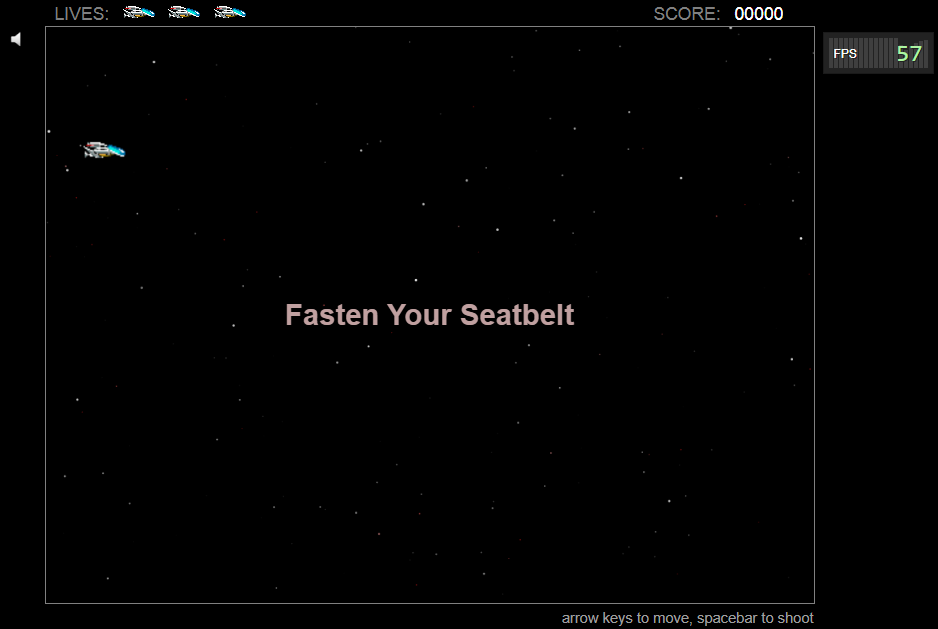 LIVES:
SCORE: 00000
FPS 57
Fasten Your Seatbelt
arrow keys to move, spacebar to shoot